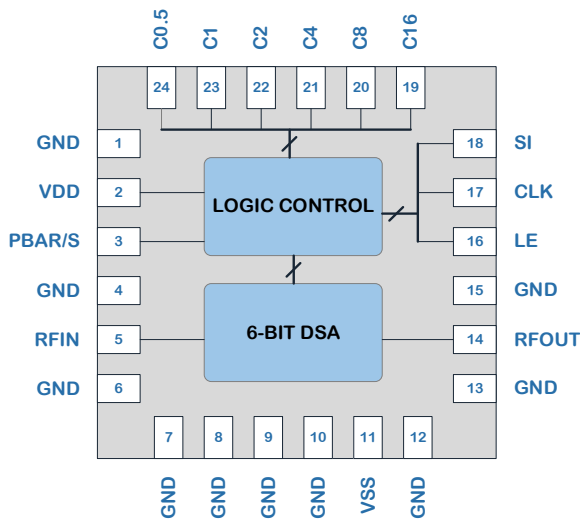 C0.5 C1 C2 C4 C8 C16
24 23 22 21 20 19
GND 1 18 SI
VDD 2 LOGIC CONTROL 17 CLK
PBAR/S 3 16 LE
GND 4 15 GND
RFIN 5 6-BIT DSA 14 RFOUT
GND 6 13 GND
7 8 9 10 11 12
GND GND GND GND VSS GND